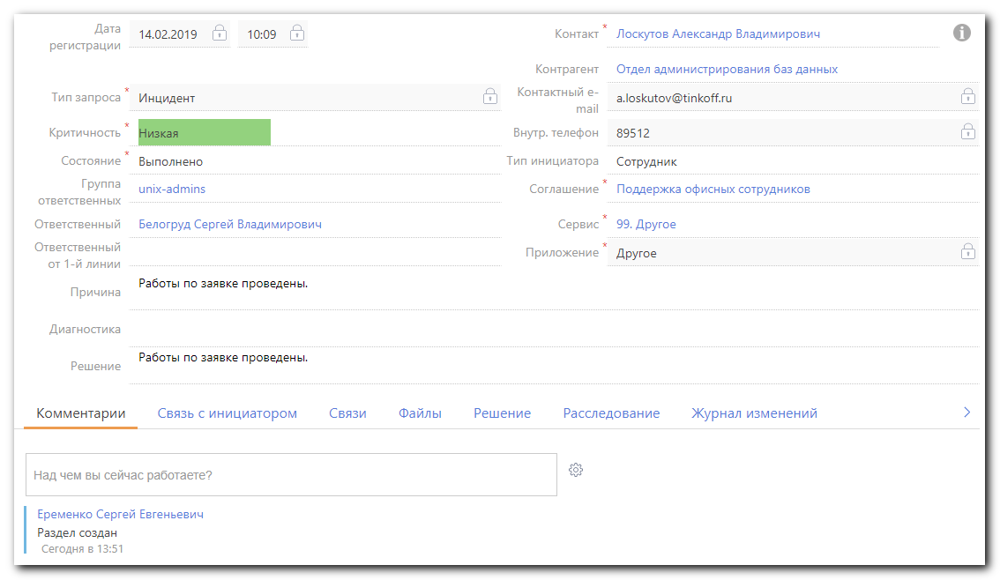 Дата
регистрации
14.02.2019
10:09
Контакт * Лоскутов Александр Владимирович
Контрагент Отдел администрирования баз данных
Тип запроса * Инцидент
Контактный e-
mail
a.loskutov@tinkoff.ru
Критичность * Низкая
Внутр. телефон 89512
Состояние * Выполнено
Тип инициатора Сотрудник
Группа
ответственных
unix-admins
Соглашение * Поддержка офисных сотрудников
Ответственный Белогруд Сергей Владимирович
Сервис * 99. Другое
Ответственный
от 1-й линии
Приложение * Другое
Причина Работы по заявке проведены.
Диагностика
Решение Работы по заявке проведены.
Комментарии Связь с инициатором Связи Файлы Решение Расследование Журнал изменений
Над чем вы сейчас работаете?
Еременко Сергей Евгеньевич
Раздел создан
Сегодня в 13:51